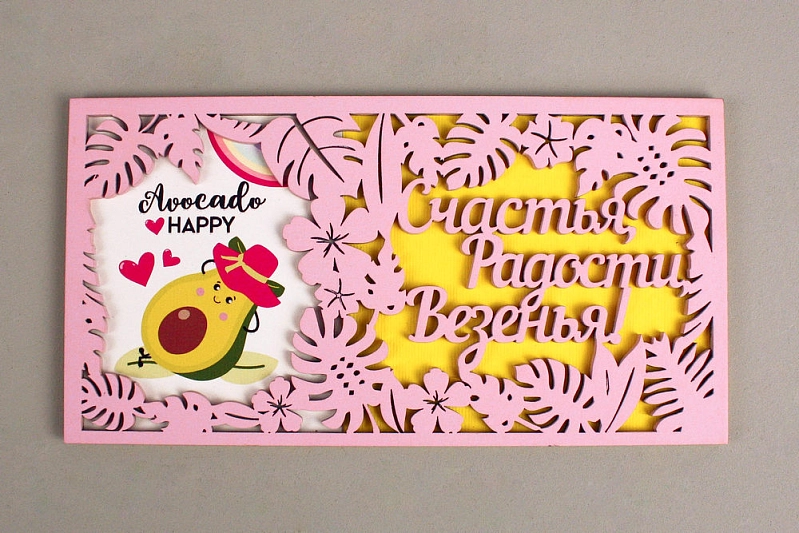 Avocado
HAPPY
Счастья,
Радости,
Везенья!